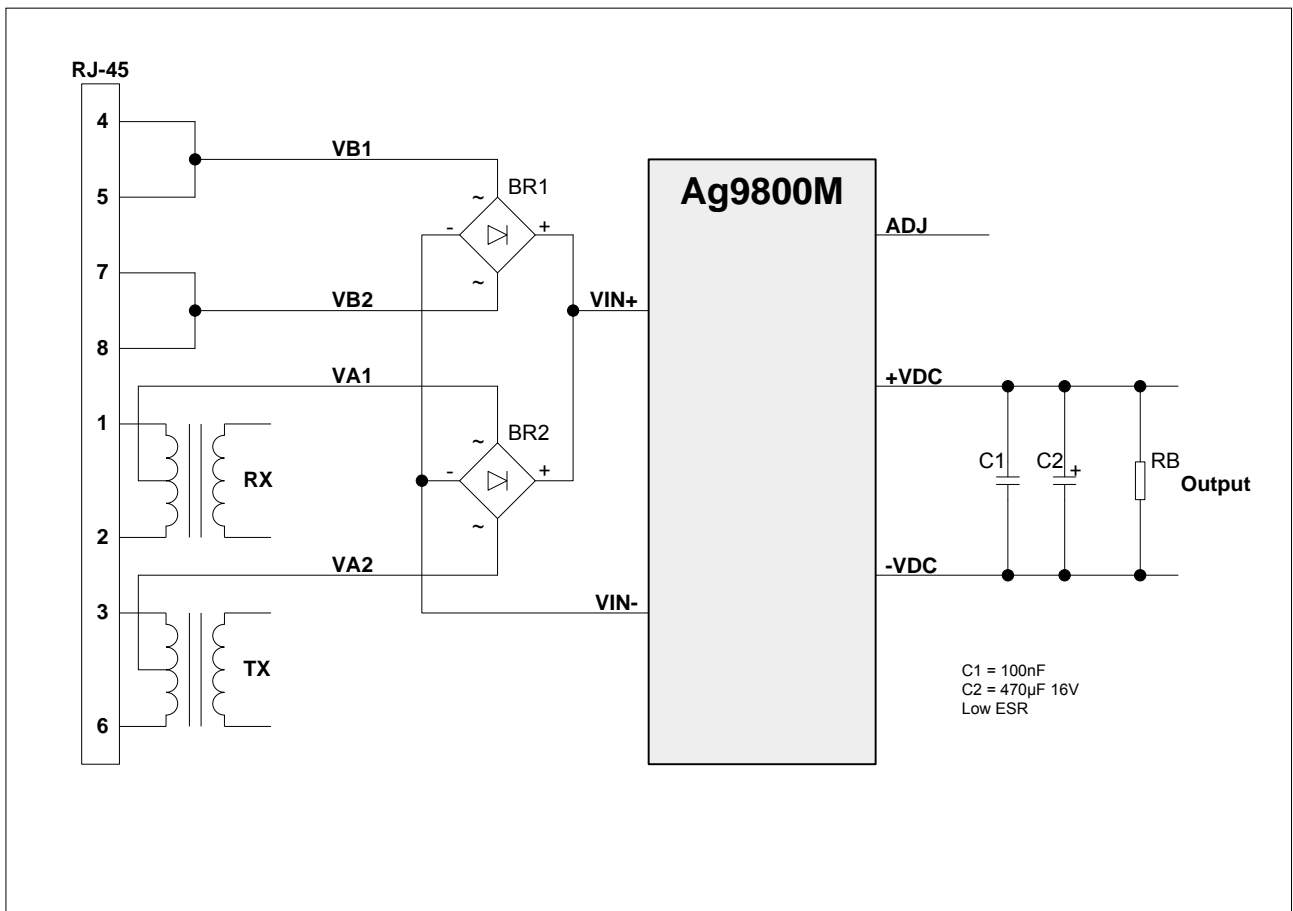 RJ-45
4
5
7
8
1
2
3
6
VB1
VB2
VA1
VA2
RX
TX
~
BR1
-
+
~
~
BR2
-
+
~
VIN+
VIN-
Ag9800M
ADJ
+VDC
-VDC
C1
C2
+
RB
Output
C1 = 100nF
C2 = 470µF 16V
Low ESR